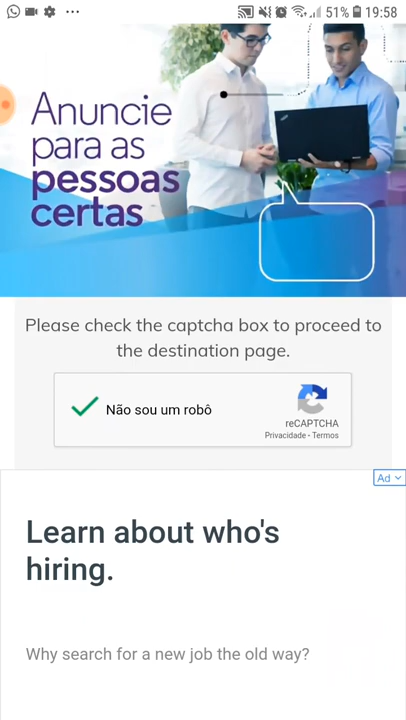 51% 19:58
Anuncie
para as
pessoas
certas
Please check the captcha box to proceed to
the destination page.
Não sou um robô
reCAPTCHA
Privacidade - Termos
Ad
Learn about who's
hiring.
Why search for a new job the old way?